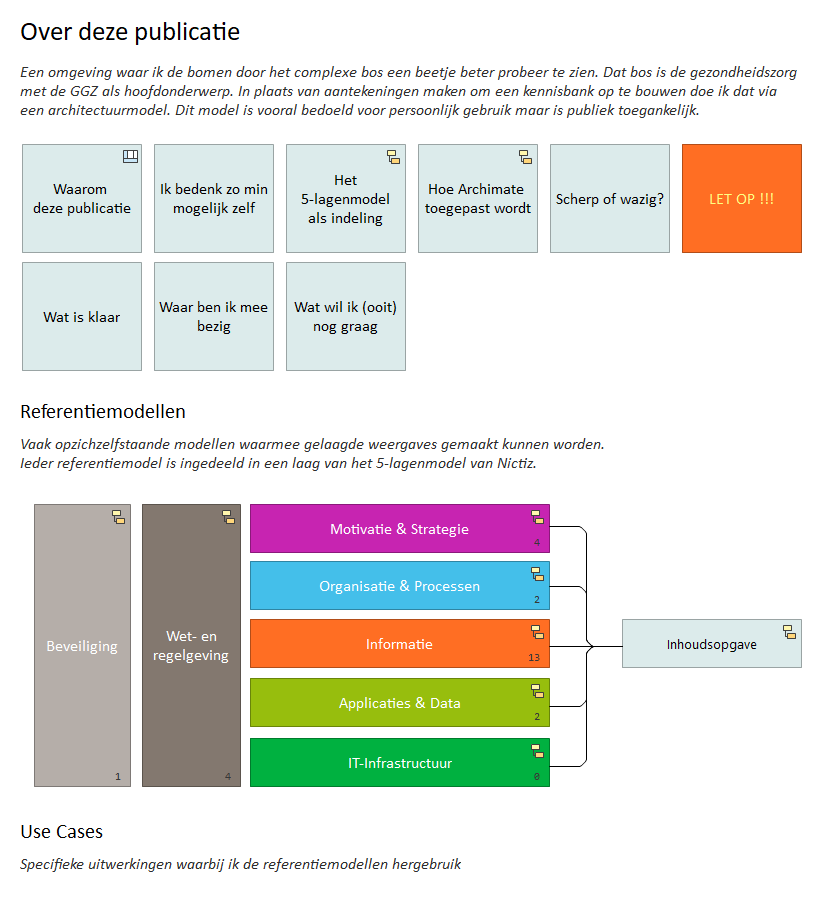 Over deze publicatie
Een omgeving waar ik de bomen door het complexe bos een beetje beter probeer te zien. Dat bos is de gezondheidszorg
met de GGZ als hoofdonderwerp. In plaats van aantekeningen maken om een kennisbank op te bouwen doe ik dat via
een architectuurmodel. Dit model is vooral bedoeld voor persoonlijk gebruik maar is publiek toegankelijk.
Waarom
deze publicatie
Ik bedenk zo min
mogelijk zelf
Het
5-lagenmodel
als indeling
Hoe Archimate
toegepast wordt
Scherp of wazig?
LET OP !!!
Wat is klaar
Waar ben ik mee
bezig
Wat wil ik (ooit)
nog graag
Referentiemodellen
Vaak opzichzelfstaande modellen waarmee gelaagde weergaves gemaakt kunnen worden.
Ieder referentiemodel is ingedeeld in een laag van het 5-lagenmodel van Nictiz.
Beveiliging
1
Wet- en
regelgeving
4
Motivatie & Strategie
4
Organisatie & Processen
2
Informatie
13
Applicaties & Data
2
IT-Infrastructuur
0
Inhoudsopgave
Use Cases
Specifieke uitwerkingen waarbij ik de referentiemodellen hergebruik